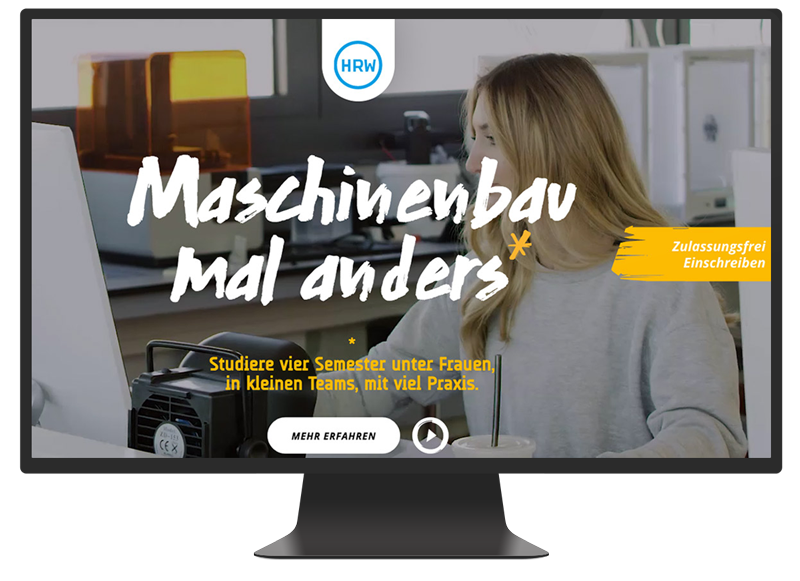 HRW
Maschinenbau
mal anders*
Zulassungsfrei
Einschreiben
*
Studiere vier Semester unter Frauen,
in kleinen Teams, mit viel Praxis.
MEHR ERFAHREN